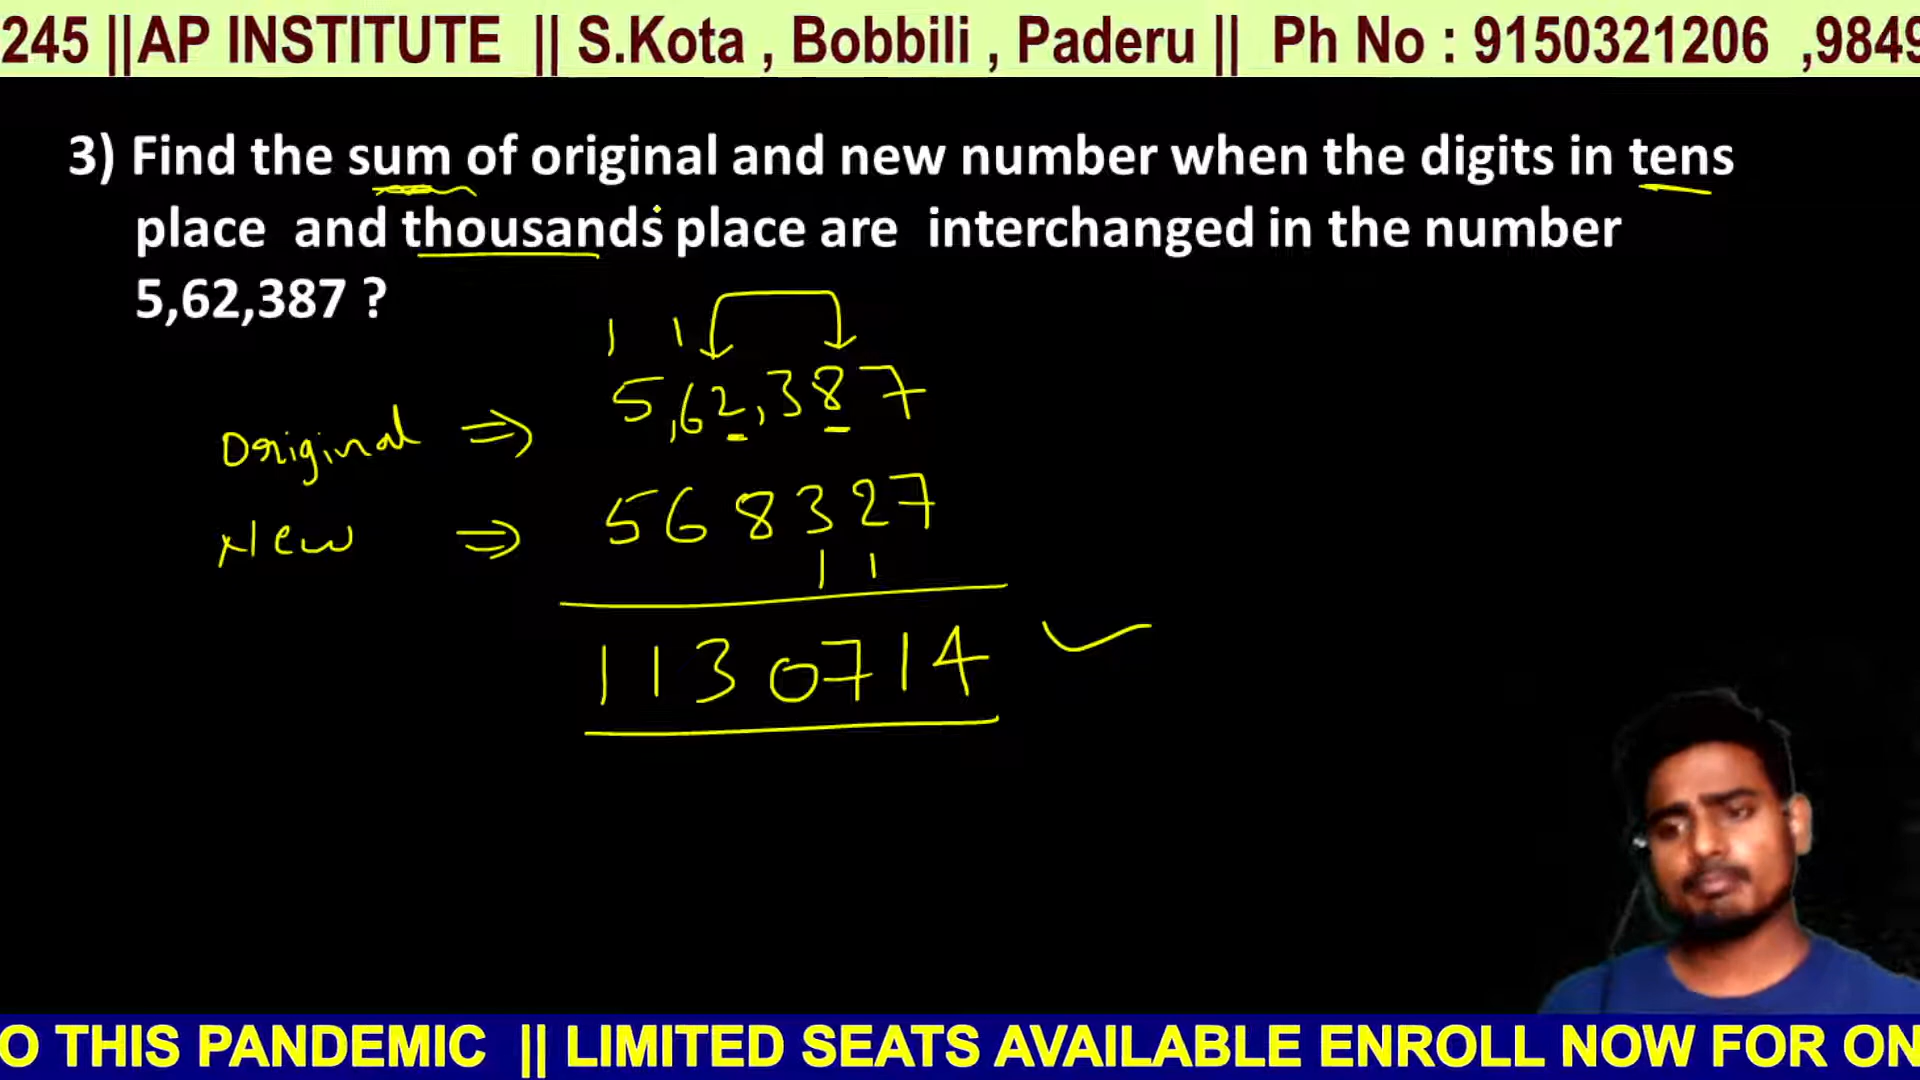 245 ||AP INSTITUTE || S.Kota , Bobbili , Paderu || Ph No : 9150321206 ,9849
3) Find the sum of original and new number when the digits in tens
place and thousands place are interchanged in the number
5,62,387 ?
1 1
Original ⇒ 5,62,387
New ⇒ 568327
1 1
1130714
O THIS PANDEMIC || LIMITED SEATS AVAILABLE ENROLL NOW FOR ON